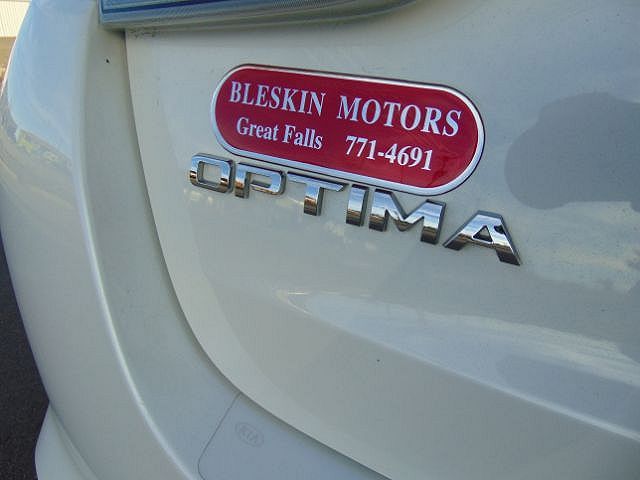 BLESKIN MOTORS
Great Falls 771-4691
OPTIMA
KIA